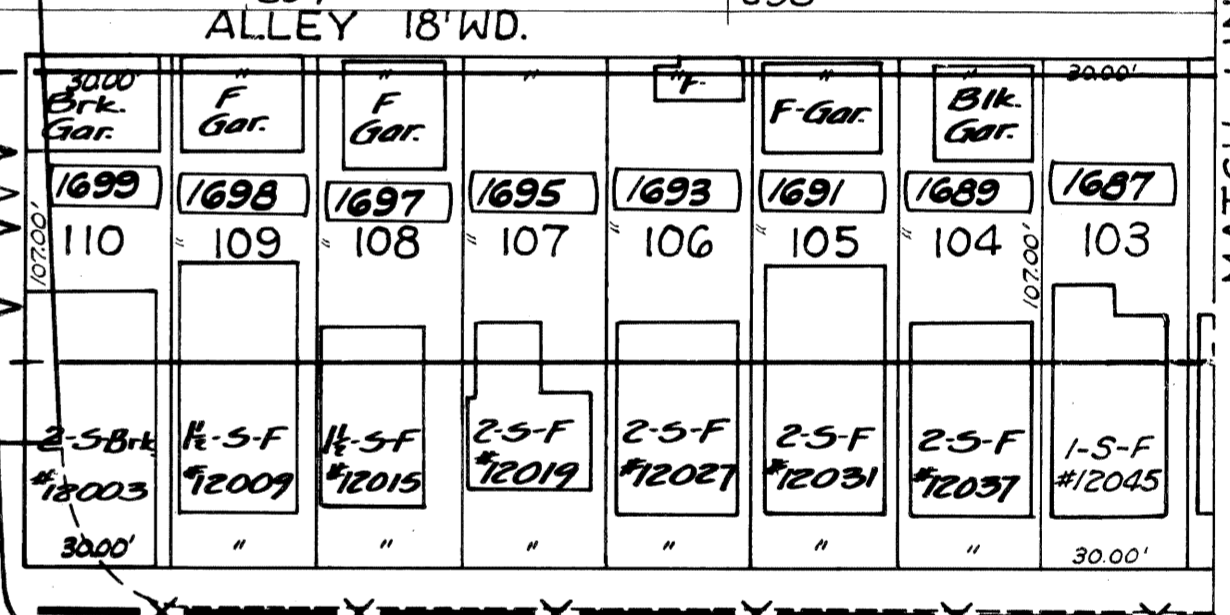 ALLEY 18' WD.
30.00' " " " " " " 30.00'
Brk. Gar.
F Gar.
F Gar.
F
F-Gar.
Blk. Gar.
1699 1698 1697 1695 1693 1691 1689 1687
107.00' 110 " 109 " 108 " 107 " 106 " 105 " 104 107.00' 103
2-S-Brk 1½-S-F 1½-S-F 2-S-F 2-S-F 2-S-F 2-S-F 1-S-F
#12003 #12009 #12015 #12019 #12027 #12031 #12037 #12045
30.00' " " " " " " 30.00'